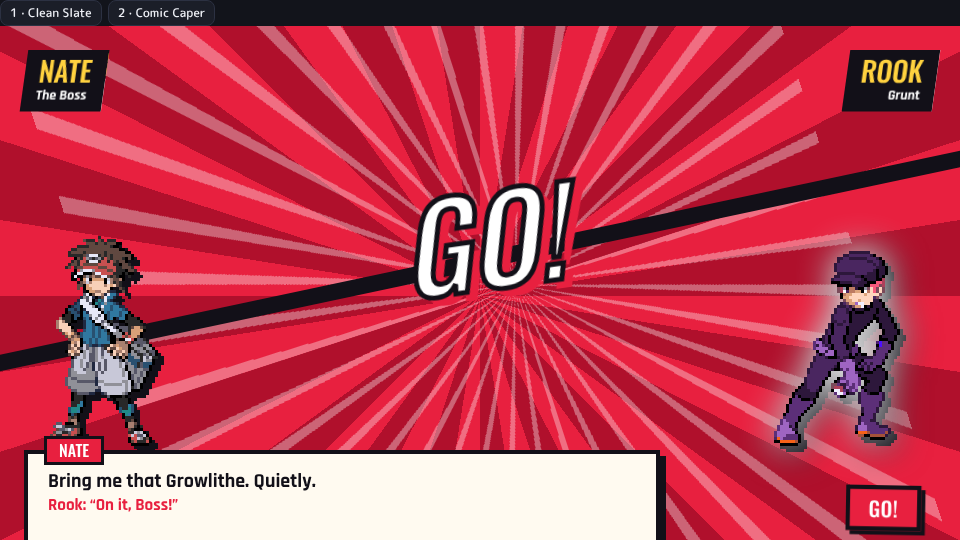 1 · Clean Slate
2 · Comic Caper
NATE
The Boss
ROOK
Grunt
GO!
NATE
Bring me that Growlithe. Quietly.
Rook: “On it, Boss!”
GO!